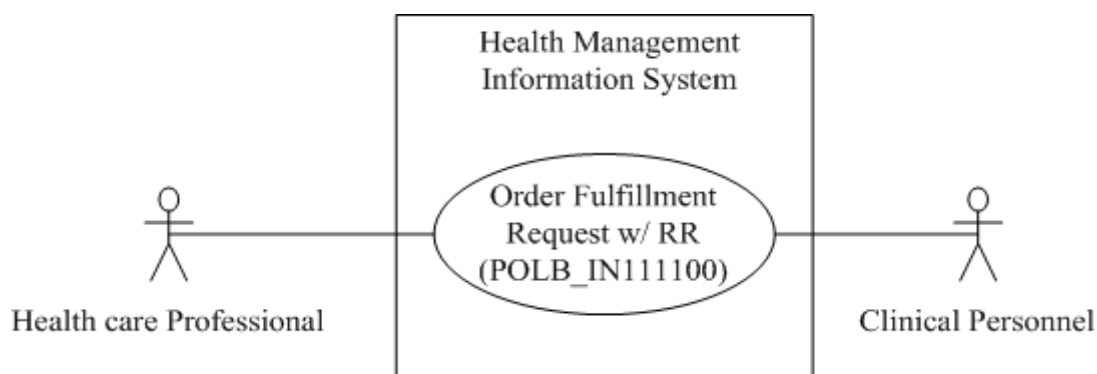 Health Management
Information System
Order Fulfillment
Request w/ RR
(POLB_IN111100)
Health care Professional
Clinical Personnel